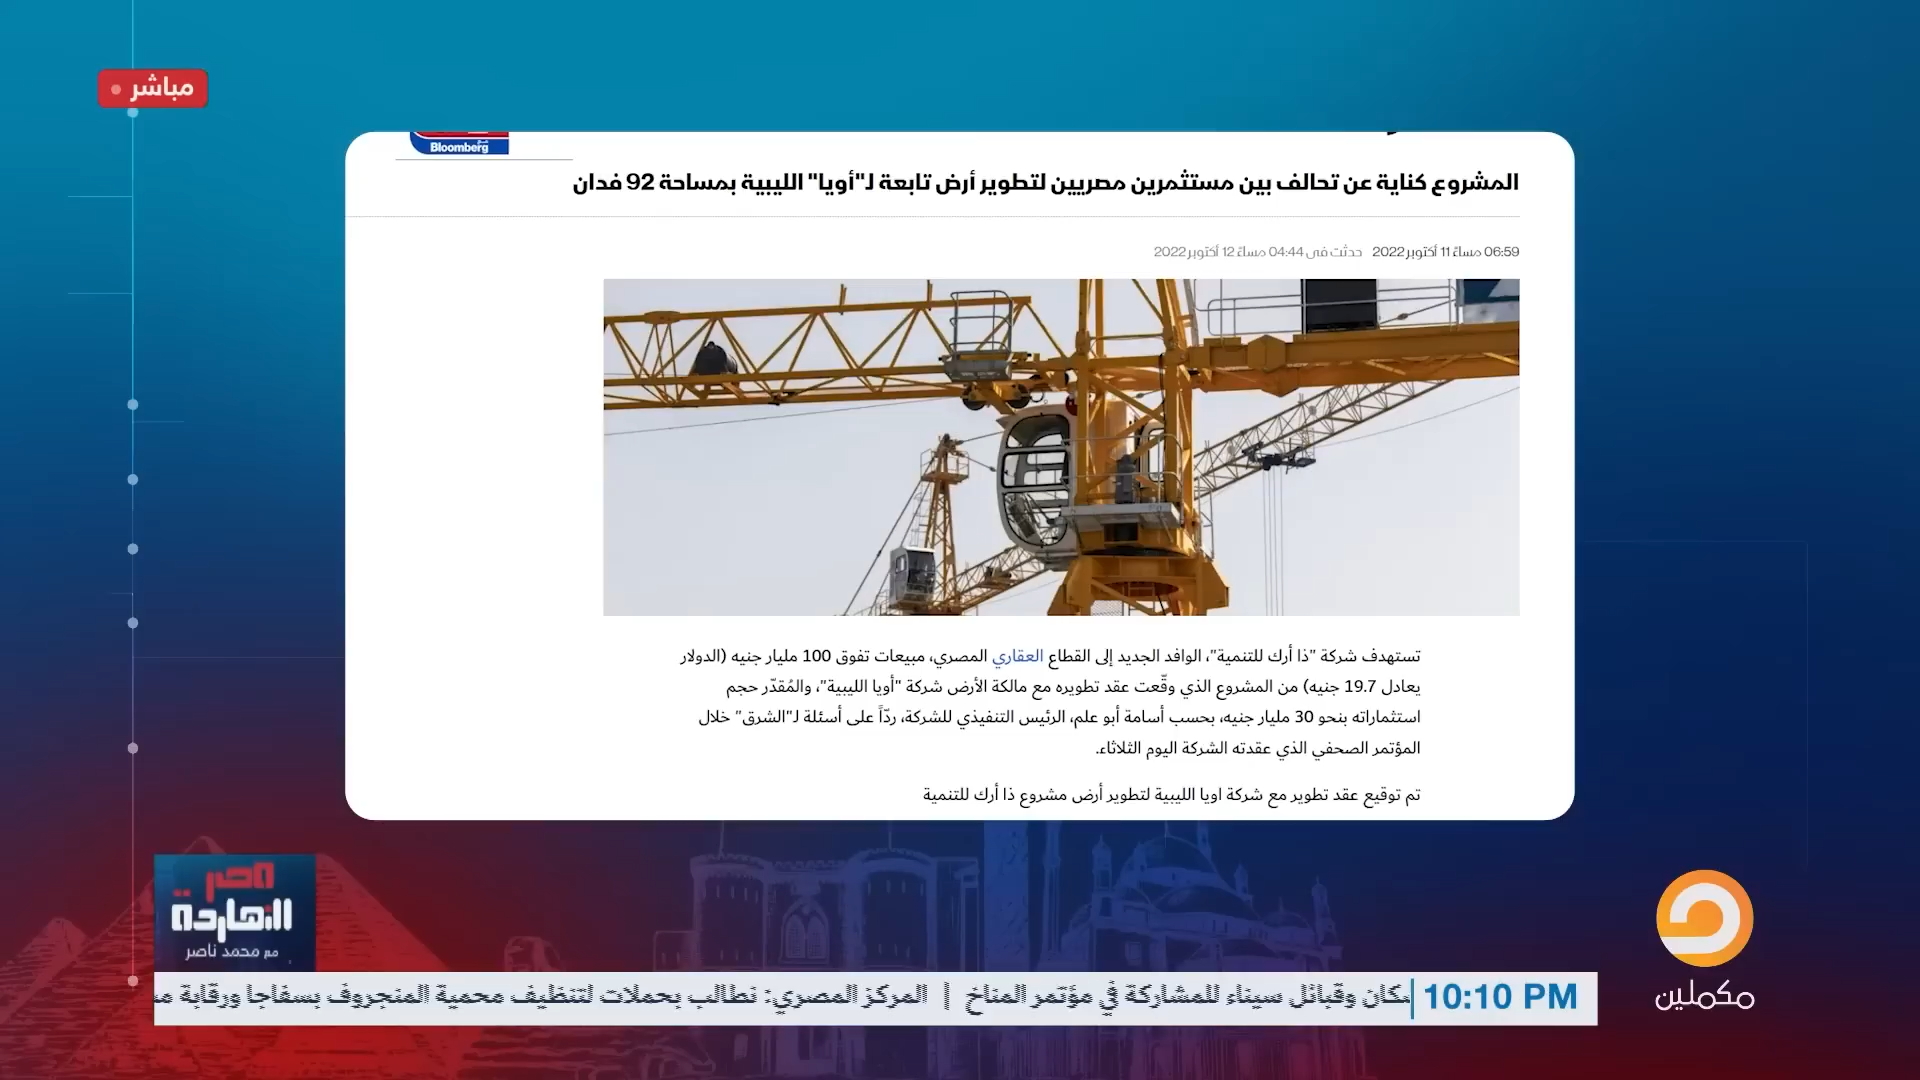 مباشر
Bloomberg
المشروع كناية عن تحالف بين مستثمرين مصريين لتطوير أرض تابعة لـ"أويا" الليبية بمساحة 92 فدان
06:59 مساءً 11 أكتوبر 2022 حدثت في 04:44 مساءً 12 أكتوبر 2022
تستهدف شركة "ذا أرك للتنمية"، الوافد الجديد إلى القطاع العقاري المصري، مبيعات تفوق 100 مليار جنيه (الدولار
يعادل 19.7 جنيه) من المشروع الذي وقّعت عقد تطويره مع مالكة الأرض شركة "أويا الليبية"، والمُقدّر حجم
استثماراته بنحو 30 مليار جنيه، بحسب أسامة أبو علم، الرئيس التنفيذي للشركة، ردّاً على أسئلة لـ"الشرق" خلال
المؤتمر الصحفي الذي عقدته الشركة اليوم الثلاثاء.
تم توقيع عقد تطوير مع شركة اويا الليبية لتطوير أرض مشروع ذا أرك للتنمية
مصر
النهاردة
مع محمد ناصر
10:10 PM سكان وقبائل سيناء للمشاركة في مؤتمر المناخ | المركز المصري: نطالب بحملات لتنظيف محمية المنجروف بسفاجا ورقابة
مكملين